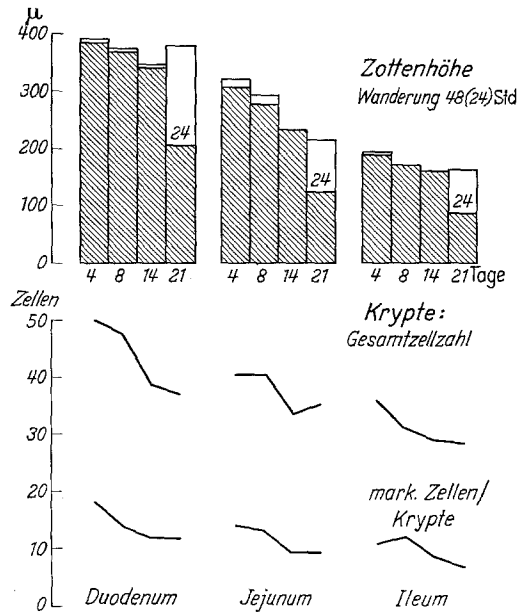 μ
400
300
200
100
0
Zottenhöhe
Wanderung 48(24)Std
24
24
24
4 8 14 21 4 8 14 21 4 8 14 21 Tage
Zellen
50
40
30
20
10
0
Krypte:
Gesamtzellzahl
mark. Zellen/
Krypte
Duodenum Jejunum Ileum